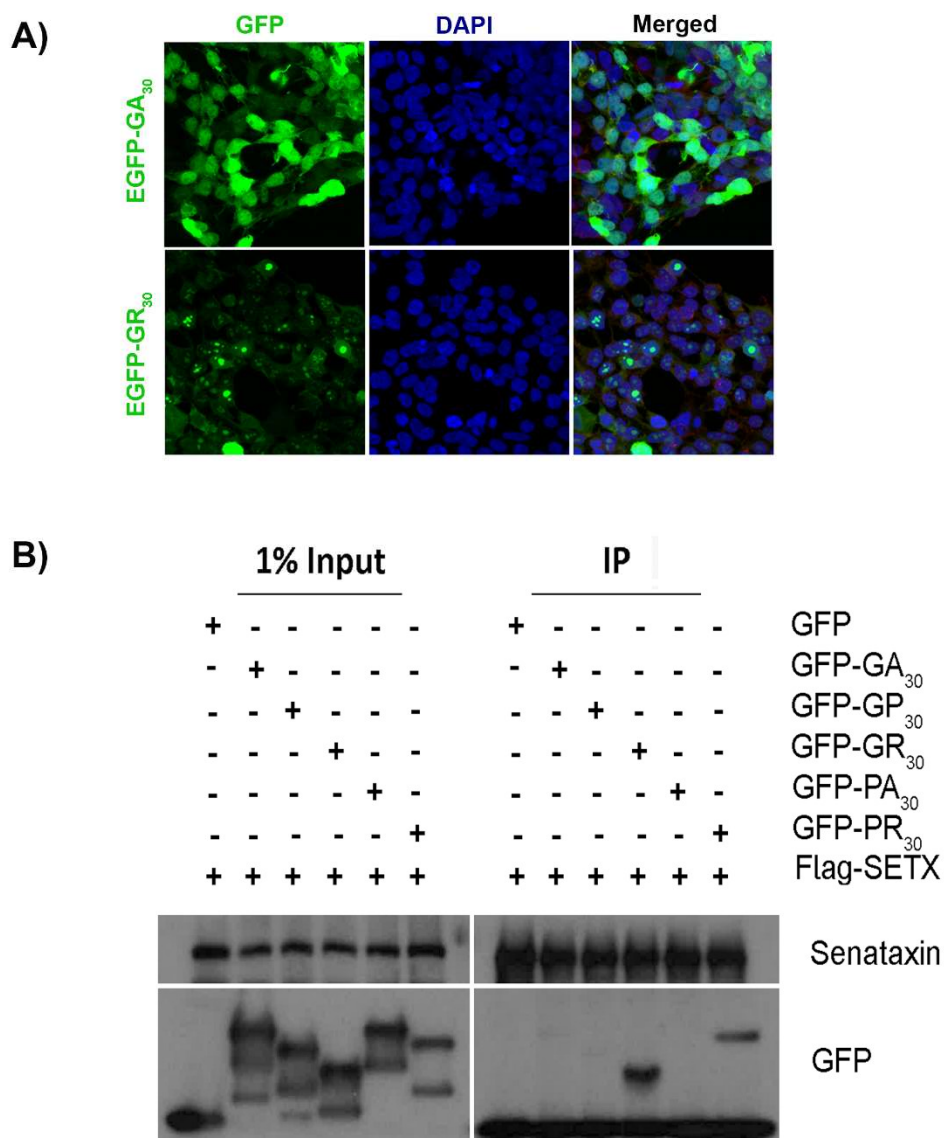 A)
GFP DAPI Merged
EGFP-GA30
EGFP-GR30
B)
1% Input IP
+ - - - - - + - - - - - GFP
- + - - - - - + - - - - GFP-GA30
- - + - - - - - + - - - GFP-GP30
- - - + - - - - - + - - GFP-GR30
- - - - + - - - - - + - GFP-PA30
- - - - - + - - - - - + GFP-PR30
+ + + + + + + + + + + + Flag-SETX
Senataxin
GFP